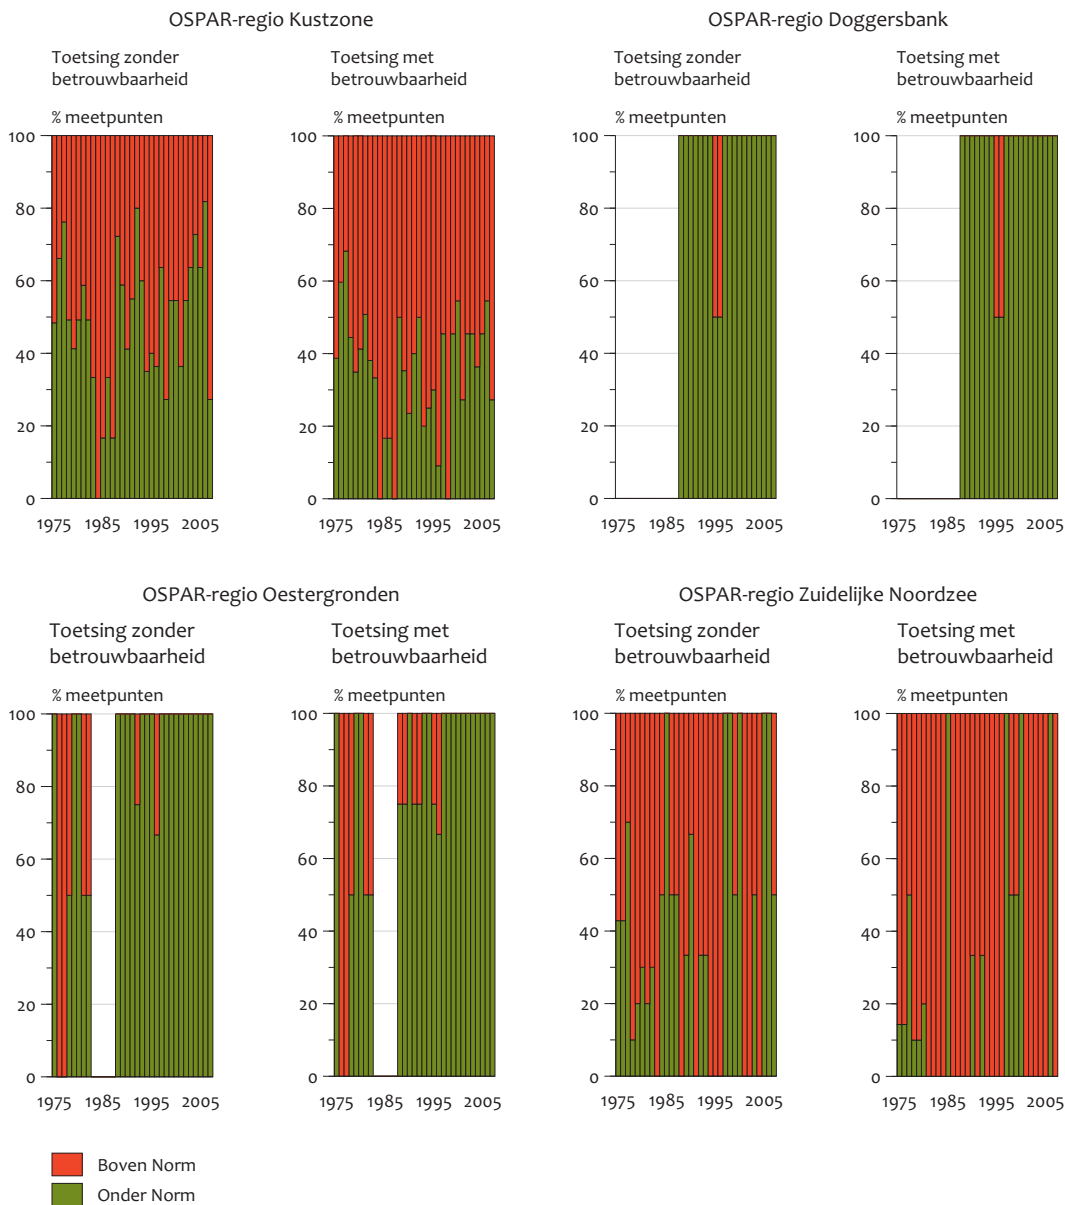 OSPAR-regio Kustzone
Toetsing zonder
betrouwbaarheid
% meetpunten
100
80
60
40
20
0
1975 1985 1995 2005
Toetsing met
betrouwbaarheid
% meetpunten
100
80
60
40
20
0
1975 1985 1995 2005
OSPAR-regio Doggersbank
Toetsing zonder
betrouwbaarheid
% meetpunten
100
80
60
40
20
0
1975 1985 1995 2005
Toetsing met
betrouwbaarheid
% meetpunten
100
80
60
40
20
0
1975 1985 1995 2005
OSPAR-regio Oestergronden
Toetsing zonder
betrouwbaarheid
% meetpunten
100
80
60
40
20
0
1975 1985 1995 2005
Toetsing met
betrouwbaarheid
% meetpunten
100
80
60
40
20
0
1975 1985 1995 2005
OSPAR-regio Zuidelijke Noordzee
Toetsing zonder
betrouwbaarheid
% meetpunten
100
80
60
40
20
0
1975 1985 1995 2005
Toetsing met
betrouwbaarheid
% meetpunten
100
80
60
40
20
0
1975 1985 1995 2005
Boven Norm
Onder Norm